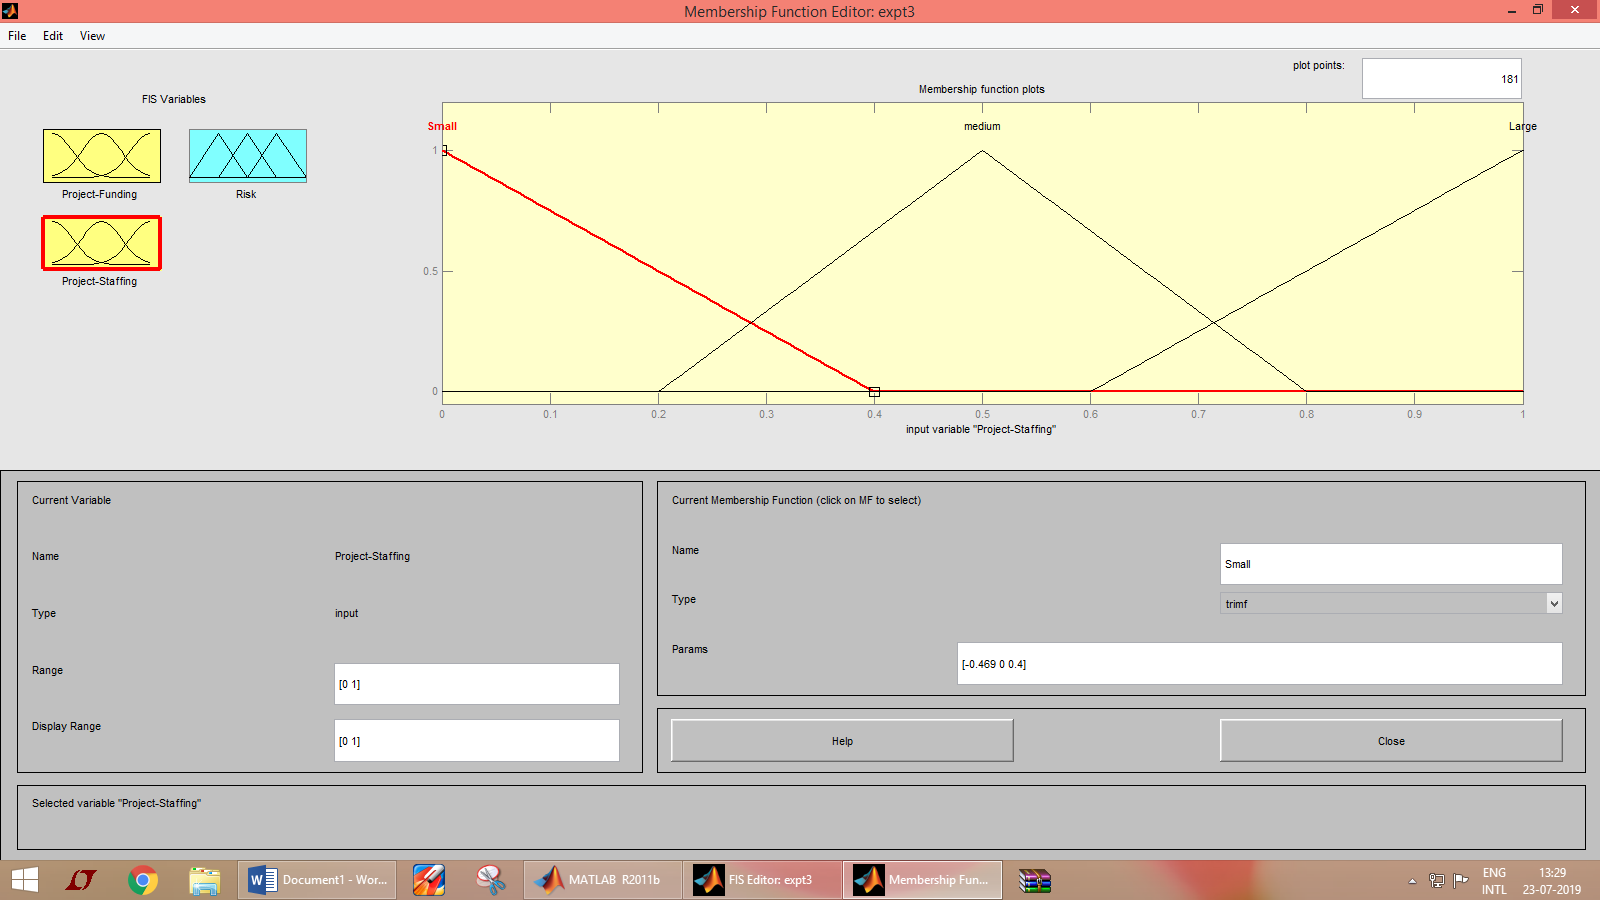 Membership Function Editor: expt3
File Edit View
plot points:
181
FIS Variables
Membership function plots
Project-Funding
Risk
Project-Staffing
Small
medium
Large
1
0.5
0
0 0.1 0.2 0.3 0.4 0.5 0.6 0.7 0.8 0.9 1
input variable "Project-Staffing"
Current Variable
Name
Project-Staffing
Type
input
Range
[0 1]
Display Range
[0 1]
Current Membership Function (click on MF to select)
Name
Small
Type
trimf
Params
[-0.469 0 0.4]
Help
Close
Selected variable "Project-Staffing"
Document1 - Wor...
MATLAB R2011b
FIS Editor: expt3
Membership Fun...
ENG
INTL
13:29
23-07-2019